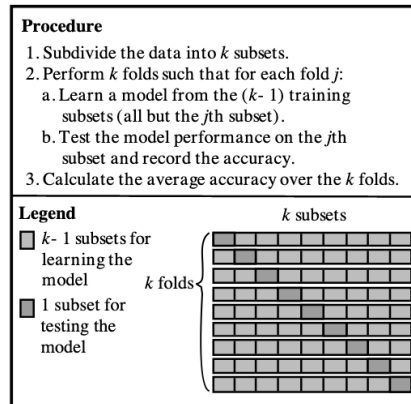 Procedure
1. Subdivide the data into k subsets.
2. Perform k folds such that for each fold j:
a. Learn a model from the (k- 1) training
subsets (all but the jth subset).
b. Test the model performance on the jth
subset and record the accuracy.
3. Calculate the average accuracy over the k folds.
Legend
k- 1 subsets for
learning the
model
1 subset for
testing the
model
k subsets
k folds